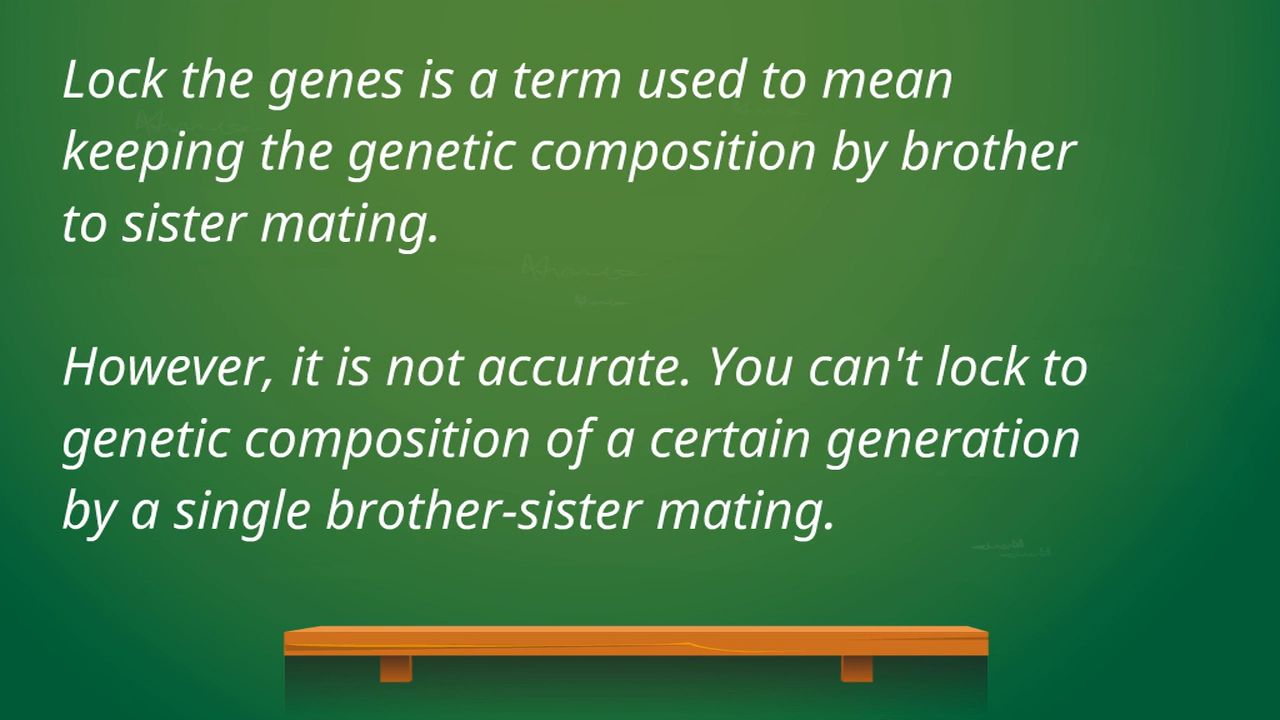 Lock the genes is a term used to mean
keeping the genetic composition by brother
to sister mating.
However, it is not accurate. You can't lock to
genetic composition of a certain generation
by a single brother-sister mating.